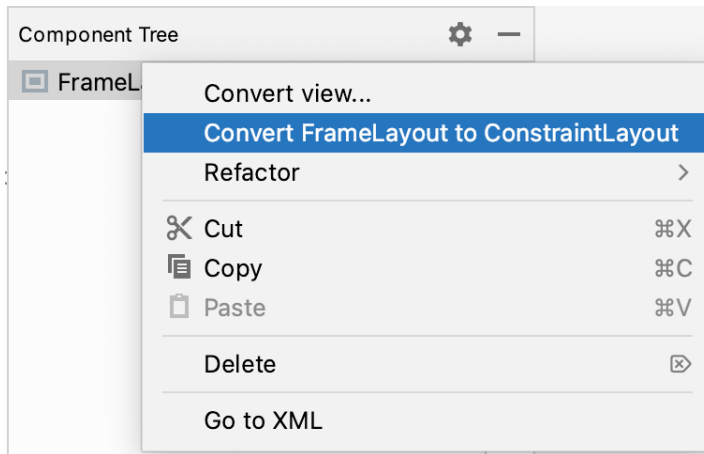 Component Tree
FrameL
Convert view...
Convert FrameLayout to ConstraintLayout
Refactor
Cut ⌘X
Copy ⌘C
Paste ⌘V
Delete
Go to XML